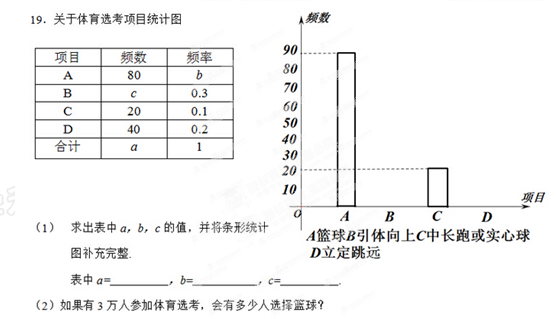 19．关于体育选考项目统计图
项目 频数 频率
A 80 b
B c 0.3
C 20 0.1
D 40 0.2
合计 a 1
频数
90
80
70
60
50
40
30
20
10
O A B C D 项目
A篮球B引体向上C中长跑或实心球
D立定跳远
(1) 求出表中 a，b，c 的值，并将条形统计
图补充完整.
表中 a=________，b=________，c=________.
(2) 如果有 3 万人参加体育选考，会有多少人选择篮球？